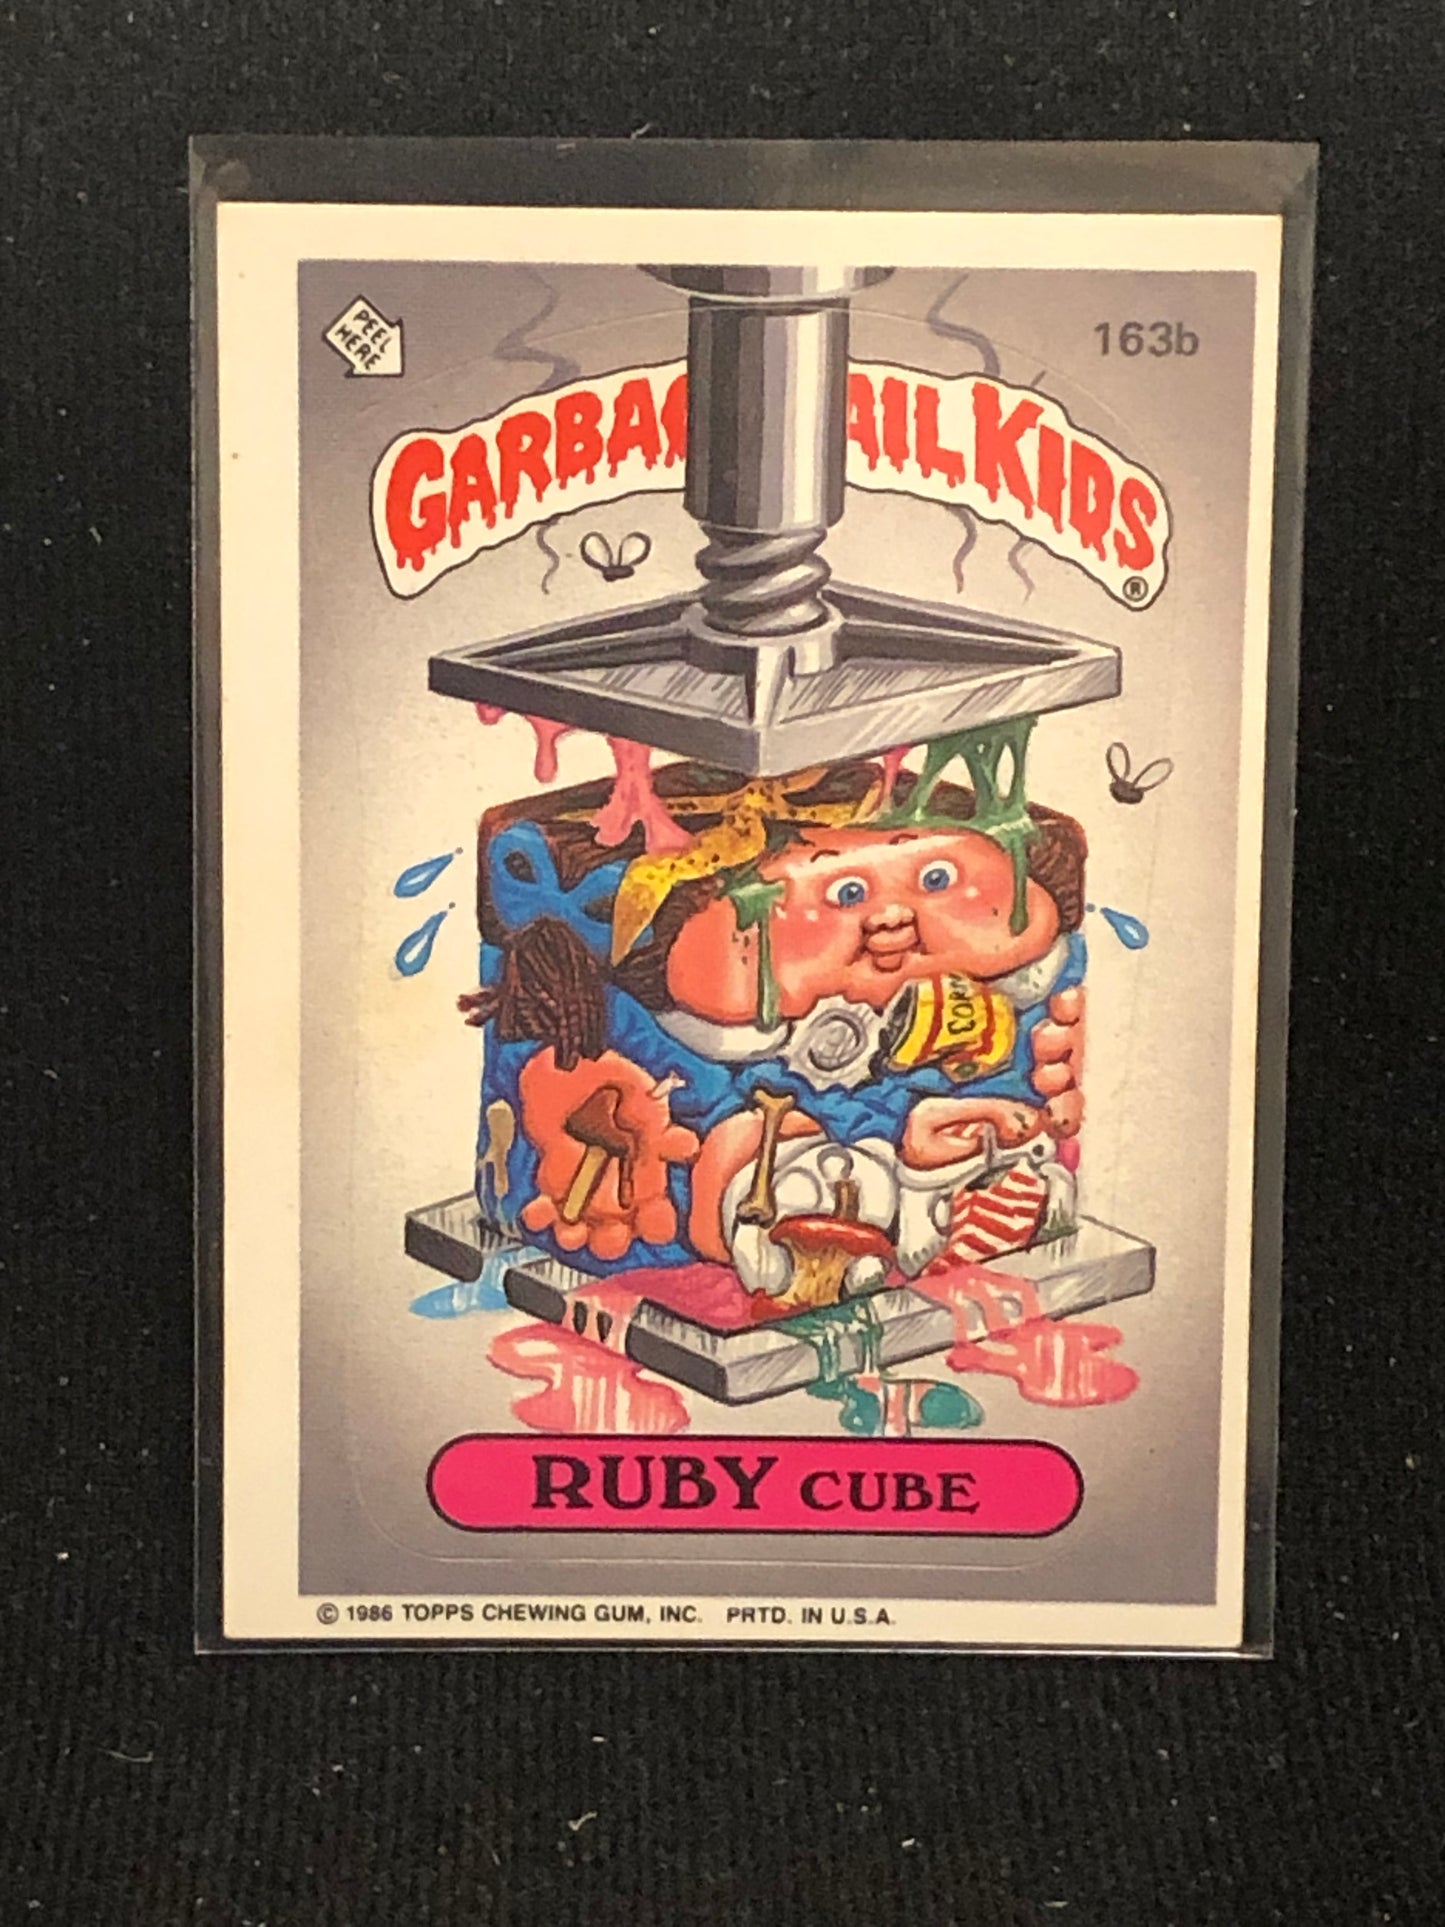 PEEL
HERE
163b
GARBAG AIL KIDS
®
CORN
RUBY CUBE
© 1986 TOPPS CHEWING GUM, INC. PRTD. IN U.S.A.